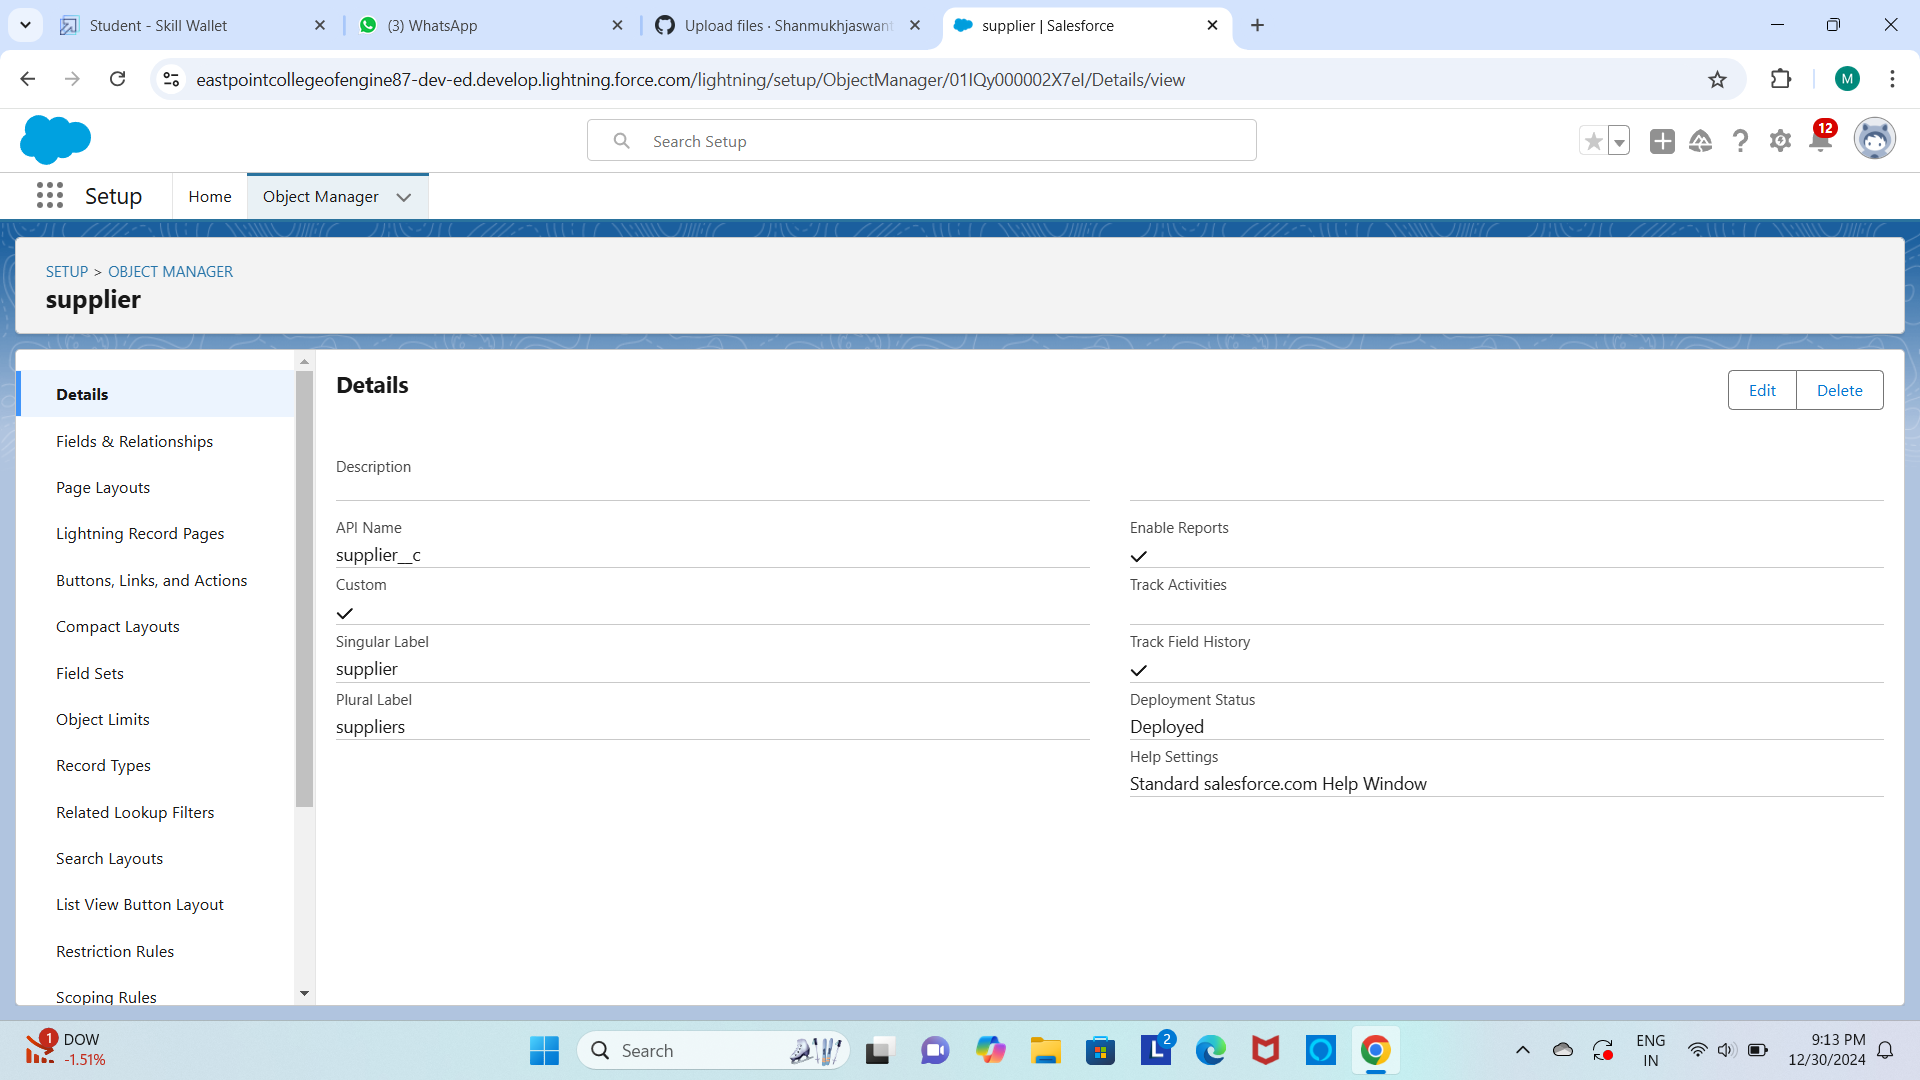 Student - Skill Wallet
(3) WhatsApp
Upload files · Shanmukhjaswant
supplier | Salesforce
eastpointcollegeofengine87-dev-ed.develop.lightning.force.com/lightning/setup/ObjectManager/01IQy000002X7eI/Details/view
M
Search Setup
12
Setup
Home
Object Manager
SETUP > OBJECT MANAGER
supplier
Details
Fields & Relationships
Page Layouts
Lightning Record Pages
Buttons, Links, and Actions
Compact Layouts
Field Sets
Object Limits
Record Types
Related Lookup Filters
Search Layouts
List View Button Layout
Restriction Rules
Scoping Rules
Details
Edit
Delete
Description
API Name
supplier__c
Custom
Singular Label
supplier
Plural Label
suppliers
Enable Reports
Track Activities
Track Field History
Deployment Status
Deployed
Help Settings
Standard salesforce.com Help Window
1
DOW
-1.51%
Search
L
2
ENG
IN
9:13 PM
12/30/2024